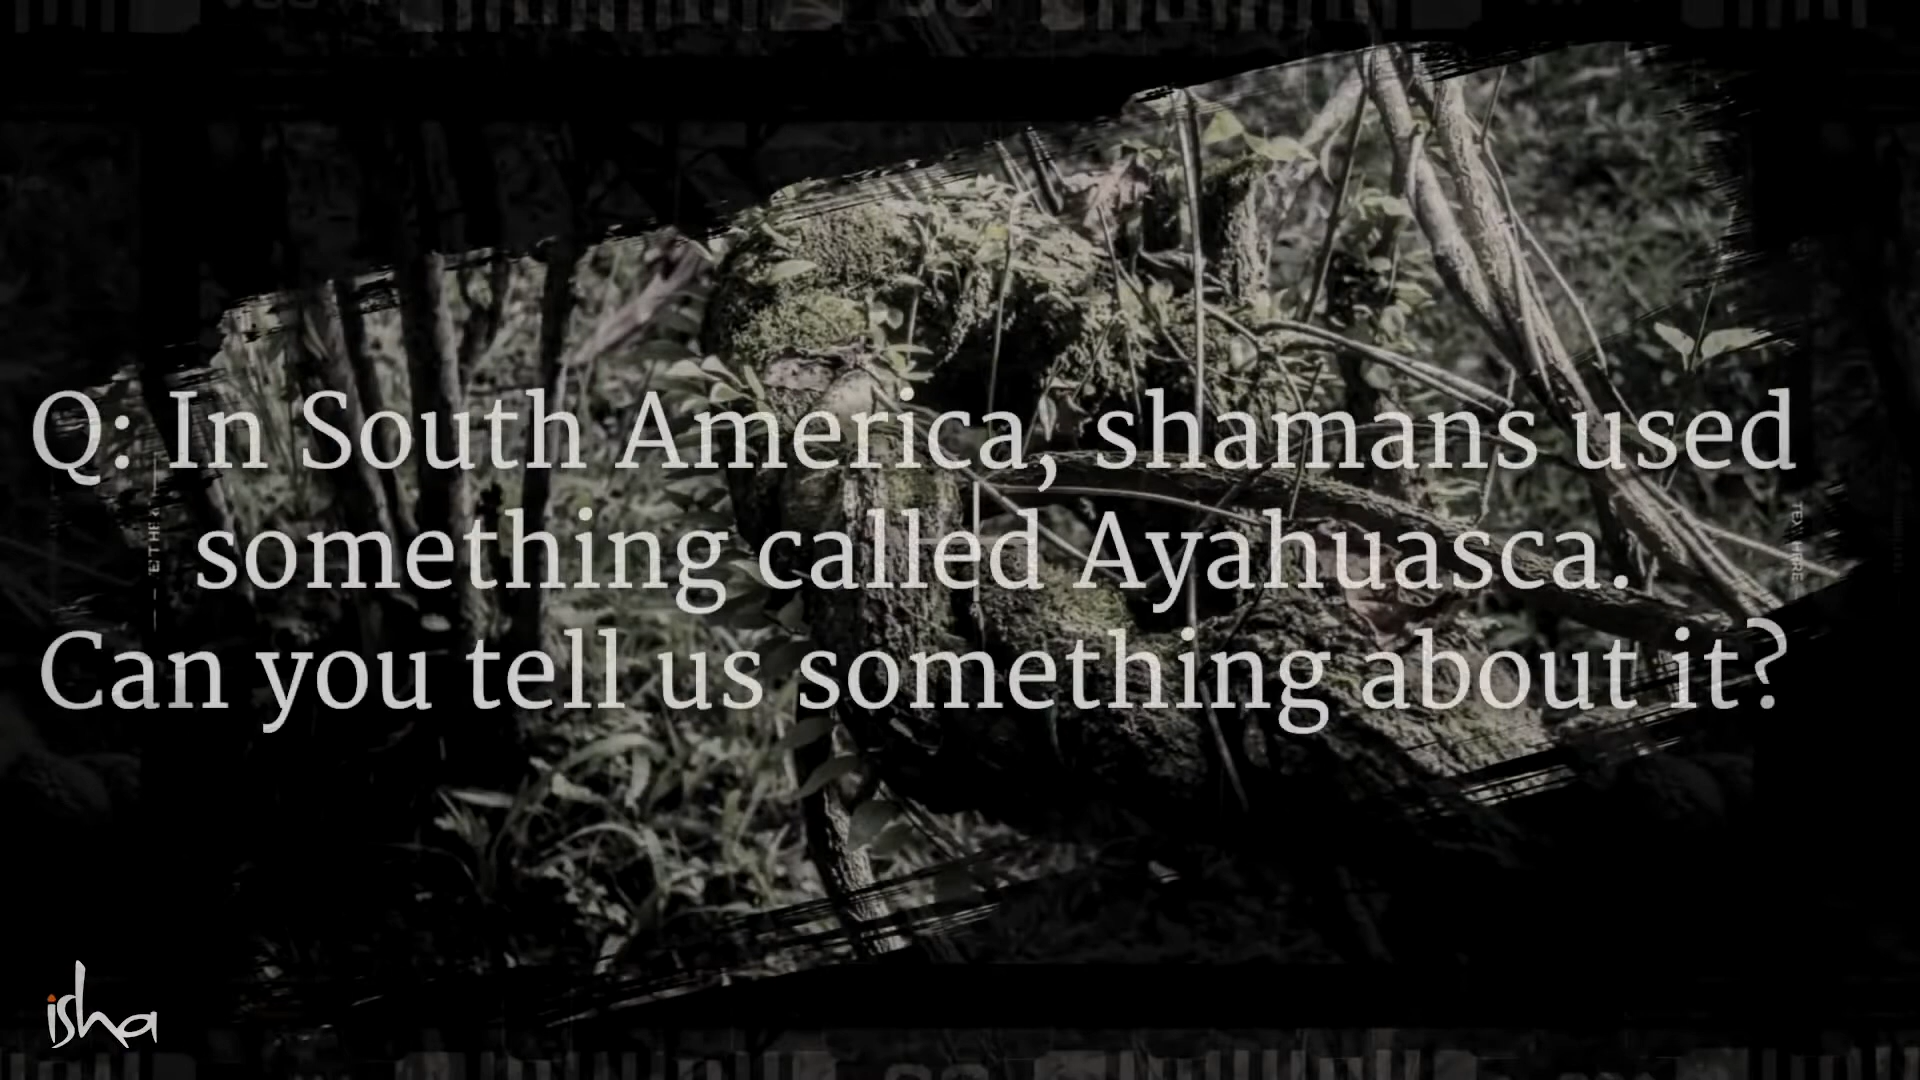 Q: In South America, shamans used
something called Ayahuasca.
Can you tell us something about it?
isha